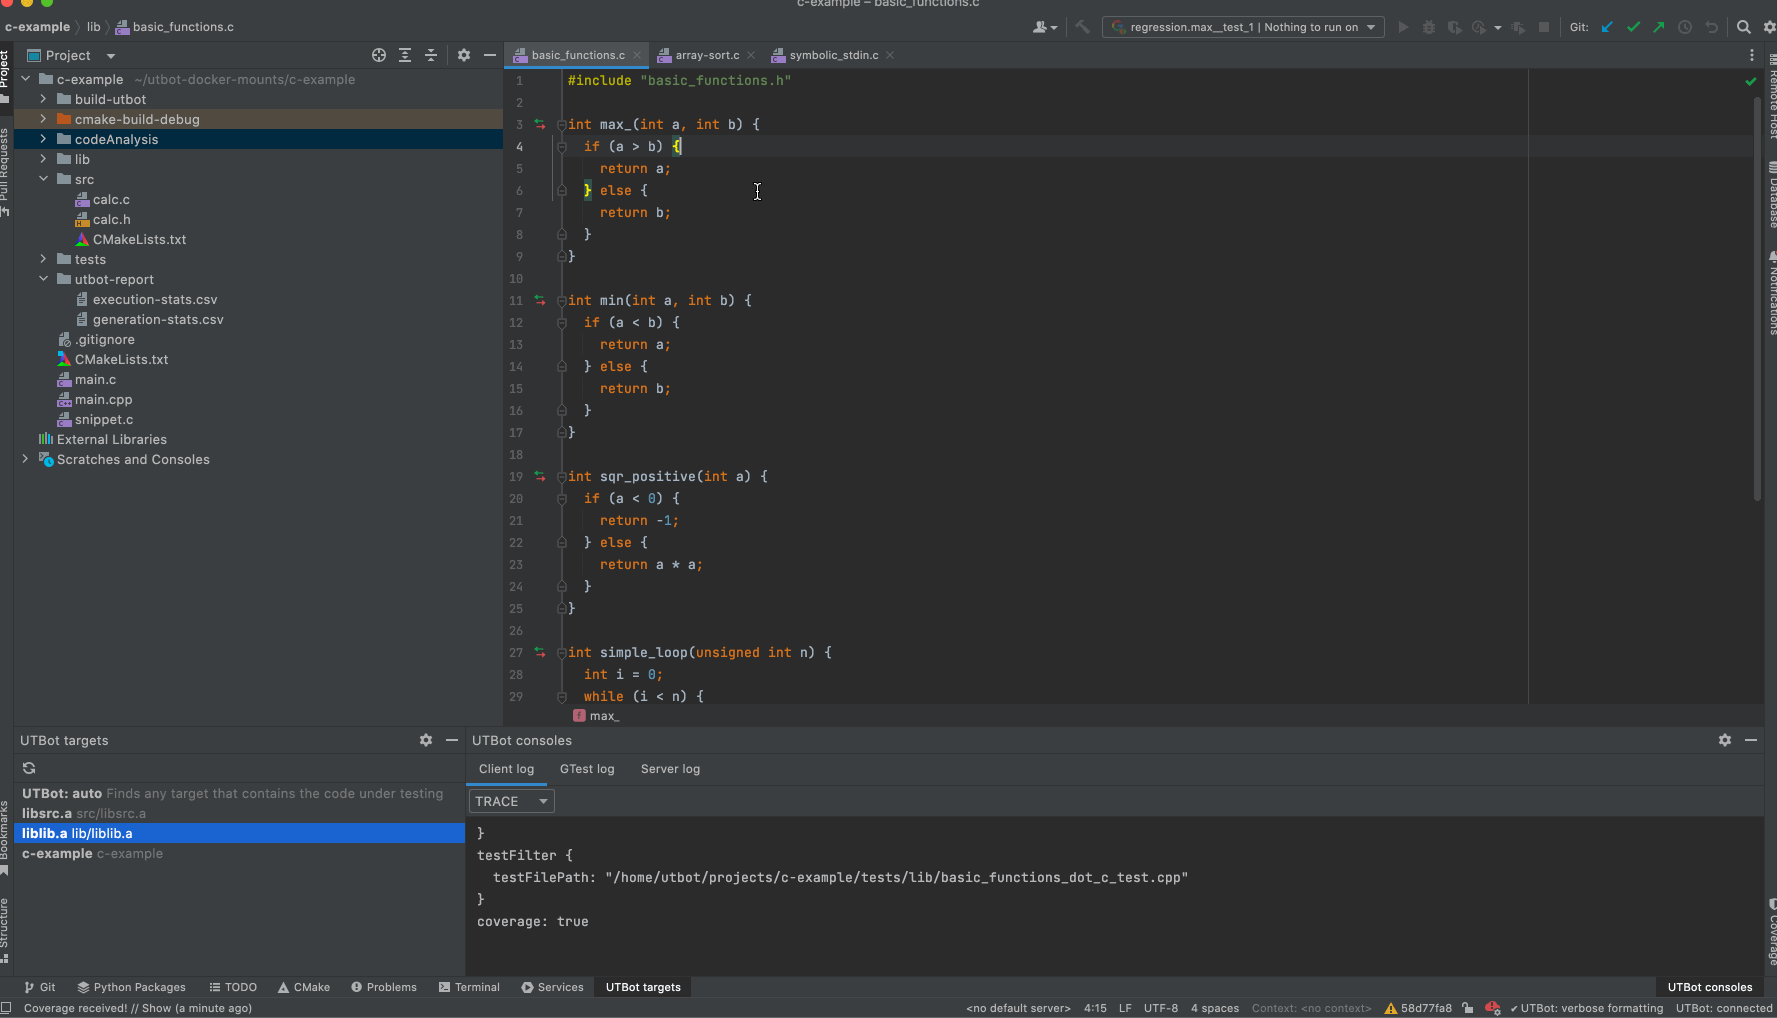 c-example – basic_functions.c
c-example lib basic_functions.c
regression.max__test_1 | Nothing to run on
Git:
Project
basic_functions.c
array-sort.c
symbolic_stdin.c
Project
Pull Requests
Bookmarks
Structure
c-example ~/utbot-docker-mounts/c-example
build-utbot
cmake-build-debug
codeAnalysis
lib
src
calc.c
calc.h
CMakeLists.txt
tests
utbot-report
execution-stats.csv
generation-stats.csv
.gitignore
CMakeLists.txt
main.c
main.cpp
snippet.c
External Libraries
Scratches and Consoles
1 #include "basic_functions.h"
2
3 int max_(int a, int b) {
4 if (a > b) {
5 return a;
6 } else {
7 return b;
8 }
9 }
10
11 int min(int a, int b) {
12 if (a < b) {
13 return a;
14 } else {
15 return b;
16 }
17 }
18
19 int sqr_positive(int a) {
20 if (a < 0) {
21 return -1;
22 } else {
23 return a * a;
24 }
25 }
26
27 int simple_loop(unsigned int n) {
28 int i = 0;
29 while (i < n) {
f max_
Remote Host
Database
Notifications
Coverage
UTBot targets
UTBot: auto Finds any target that contains the code under testing
libsrc.a src/libsrc.a
liblib.a lib/liblib.a
c-example c-example
UTBot consoles
Client log GTest log Server log
TRACE
}
testFilter {
testFilePath: "/home/utbot/projects/c-example/tests/lib/basic_functions_dot_c_test.cpp"
}
coverage: true
Git Python Packages TODO CMake Problems Terminal Services UTBot targets UTBot consoles
Coverage received! // Show (a minute ago) <no default server> 4:15 LF UTF-8 4 spaces Context: <no context> 58d77fa8 ✓ UTBot: verbose formatting UTBot: connected